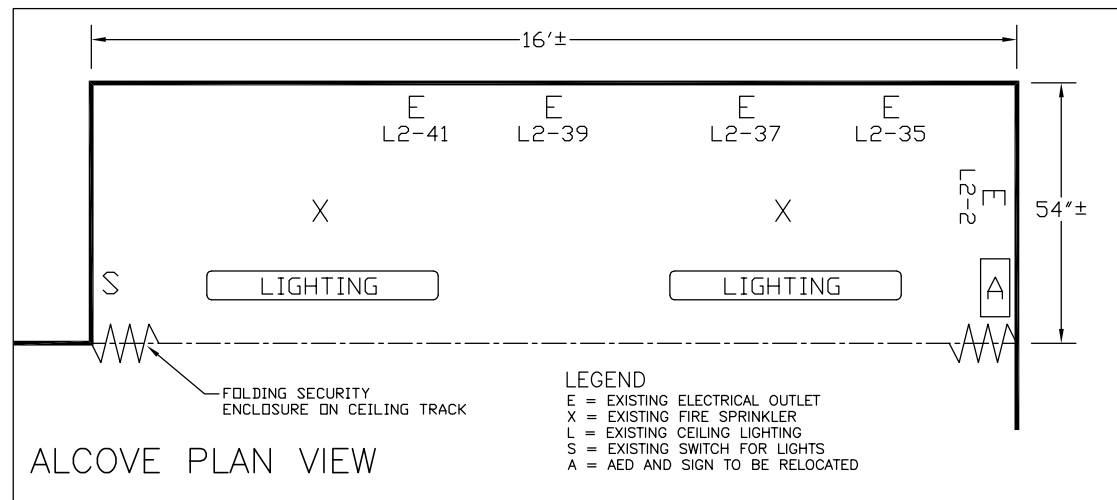 16'±
E E E E
L2-41 L2-39 L2-37 L2-35
E
L2-2
54"±
X X
S LIGHTING LIGHTING A
FOLDING SECURITY
ENCLOSURE ON CEILING TRACK
LEGEND
E = EXISTING ELECTRICAL OUTLET
X = EXISTING FIRE SPRINKLER
L = EXISTING CEILING LIGHTING
S = EXISTING SWITCH FOR LIGHTS
A = AED AND SIGN TO BE RELOCATED
ALCOVE PLAN VIEW